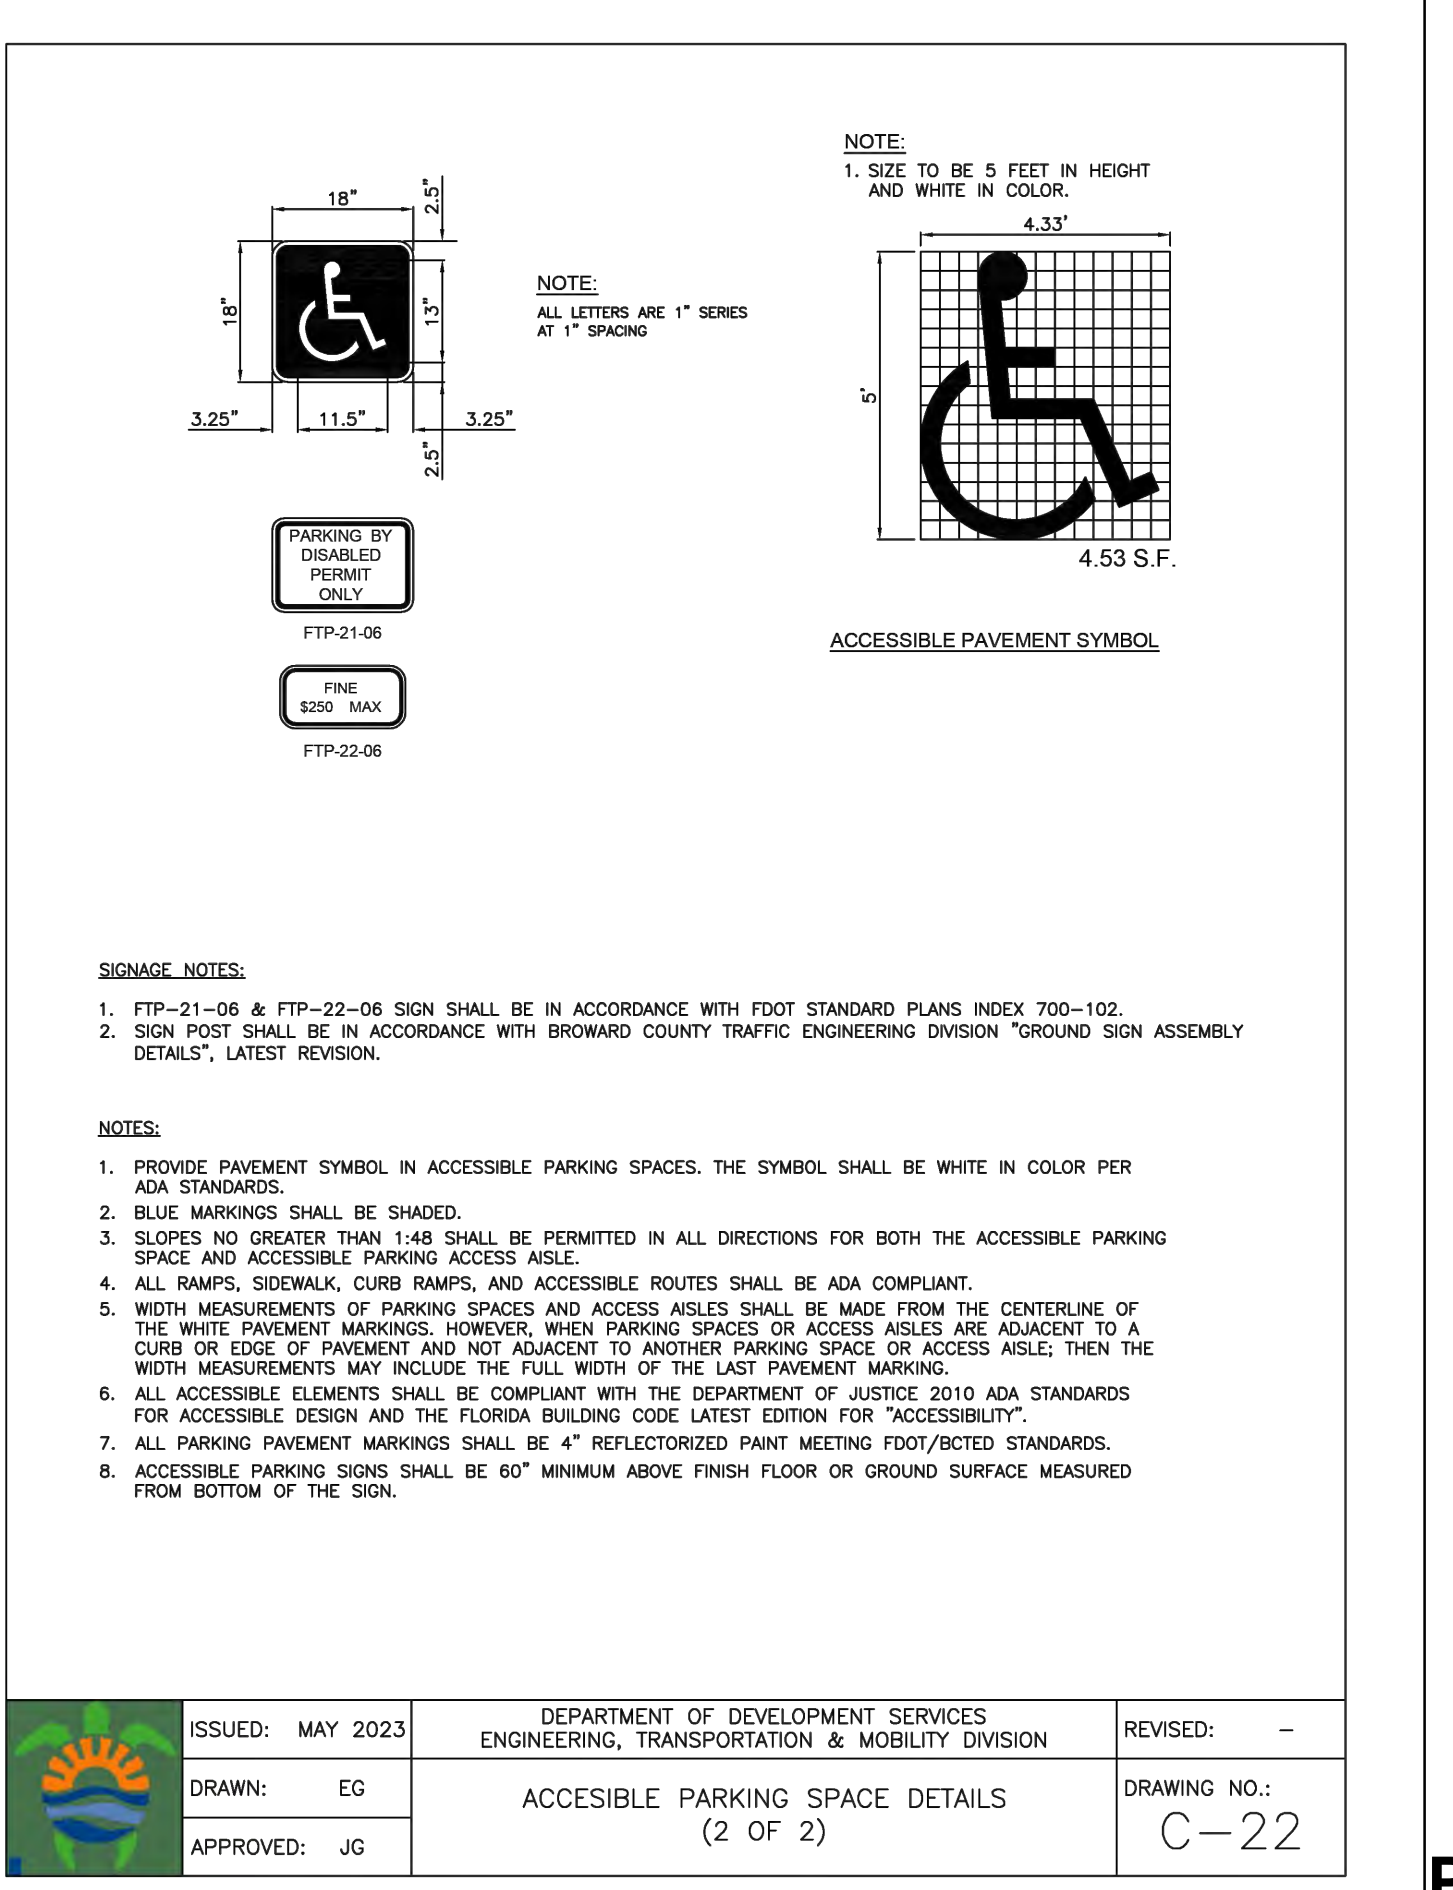 NOTE:
1. SIZE TO BE 5 FEET IN HEIGHT
AND WHITE IN COLOR.
18"
2.5"
4.33'
18"
13"
NOTE:
ALL LETTERS ARE 1" SERIES
AT 1" SPACING
5'
3.25"
11.5"
3.25"
2.5"
4.53 S.F.
ACCESSIBLE PAVEMENT SYMBOL
PARKING BY
DISABLED
PERMIT
ONLY
FTP-21-06
FINE
$250 MAX
FTP-22-06
SIGNAGE NOTES:
1. FTP-21-06 & FTP-22-06 SIGN SHALL BE IN ACCORDANCE WITH FDOT STANDARD PLANS INDEX 700-102.
2. SIGN POST SHALL BE IN ACCORDANCE WITH BROWARD COUNTY TRAFFIC ENGINEERING DIVISION "GROUND SIGN ASSEMBLY
DETAILS", LATEST REVISION.
NOTES:
1. PROVIDE PAVEMENT SYMBOL IN ACCESSIBLE PARKING SPACES. THE SYMBOL SHALL BE WHITE IN COLOR PER
ADA STANDARDS.
2. BLUE MARKINGS SHALL BE SHADED.
3. SLOPES NO GREATER THAN 1:48 SHALL BE PERMITTED IN ALL DIRECTIONS FOR BOTH THE ACCESSIBLE PARKING
SPACE AND ACCESSIBLE PARKING ACCESS AISLE.
4. ALL RAMPS, SIDEWALK, CURB RAMPS, AND ACCESSIBLE ROUTES SHALL BE ADA COMPLIANT.
5. WIDTH MEASUREMENTS OF PARKING SPACES AND ACCESS AISLES SHALL BE MADE FROM THE CENTERLINE OF
THE WHITE PAVEMENT MARKINGS. HOWEVER, WHEN PARKING SPACES OR ACCESS AISLES ARE ADJACENT TO A
CURB OR EDGE OF PAVEMENT AND NOT ADJACENT TO ANOTHER PARKING SPACE OR ACCESS AISLE; THEN THE
WIDTH MEASUREMENTS MAY INCLUDE THE FULL WIDTH OF THE LAST PAVEMENT MARKING.
6. ALL ACCESSIBLE ELEMENTS SHALL BE COMPLIANT WITH THE DEPARTMENT OF JUSTICE 2010 ADA STANDARDS
FOR ACCESSIBLE DESIGN AND THE FLORIDA BUILDING CODE LATEST EDITION FOR "ACCESSIBILITY".
7. ALL PARKING PAVEMENT MARKINGS SHALL BE 4" REFLECTORIZED PAINT MEETING FDOT/BCTED STANDARDS.
8. ACCESSIBLE PARKING SIGNS SHALL BE 60" MINIMUM ABOVE FINISH FLOOR OR GROUND SURFACE MEASURED
FROM BOTTOM OF THE SIGN.
ISSUED: MAY 2023
DRAWN: EG
APPROVED: JG
DEPARTMENT OF DEVELOPMENT SERVICES
ENGINEERING, TRANSPORTATION & MOBILITY DIVISION
ACCESIBLE PARKING SPACE DETAILS
(2 OF 2)
REVISED: -
DRAWING NO.:
C-22